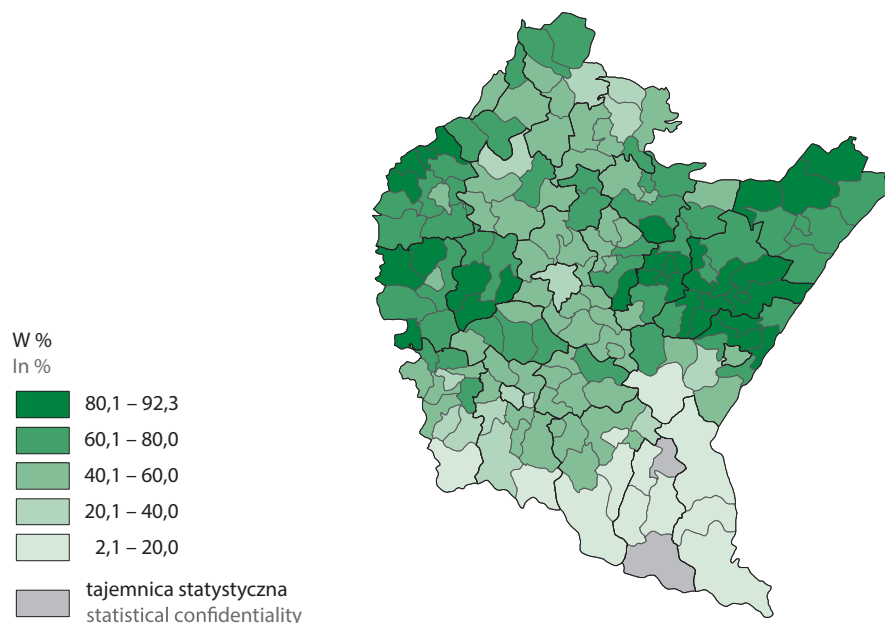 W %
In %
80,1 – 92,3
60,1 – 80,0
40,1 – 60,0
20,1 – 40,0
2,1 – 20,0
tajemnica statystyczna
statistical confidentiality